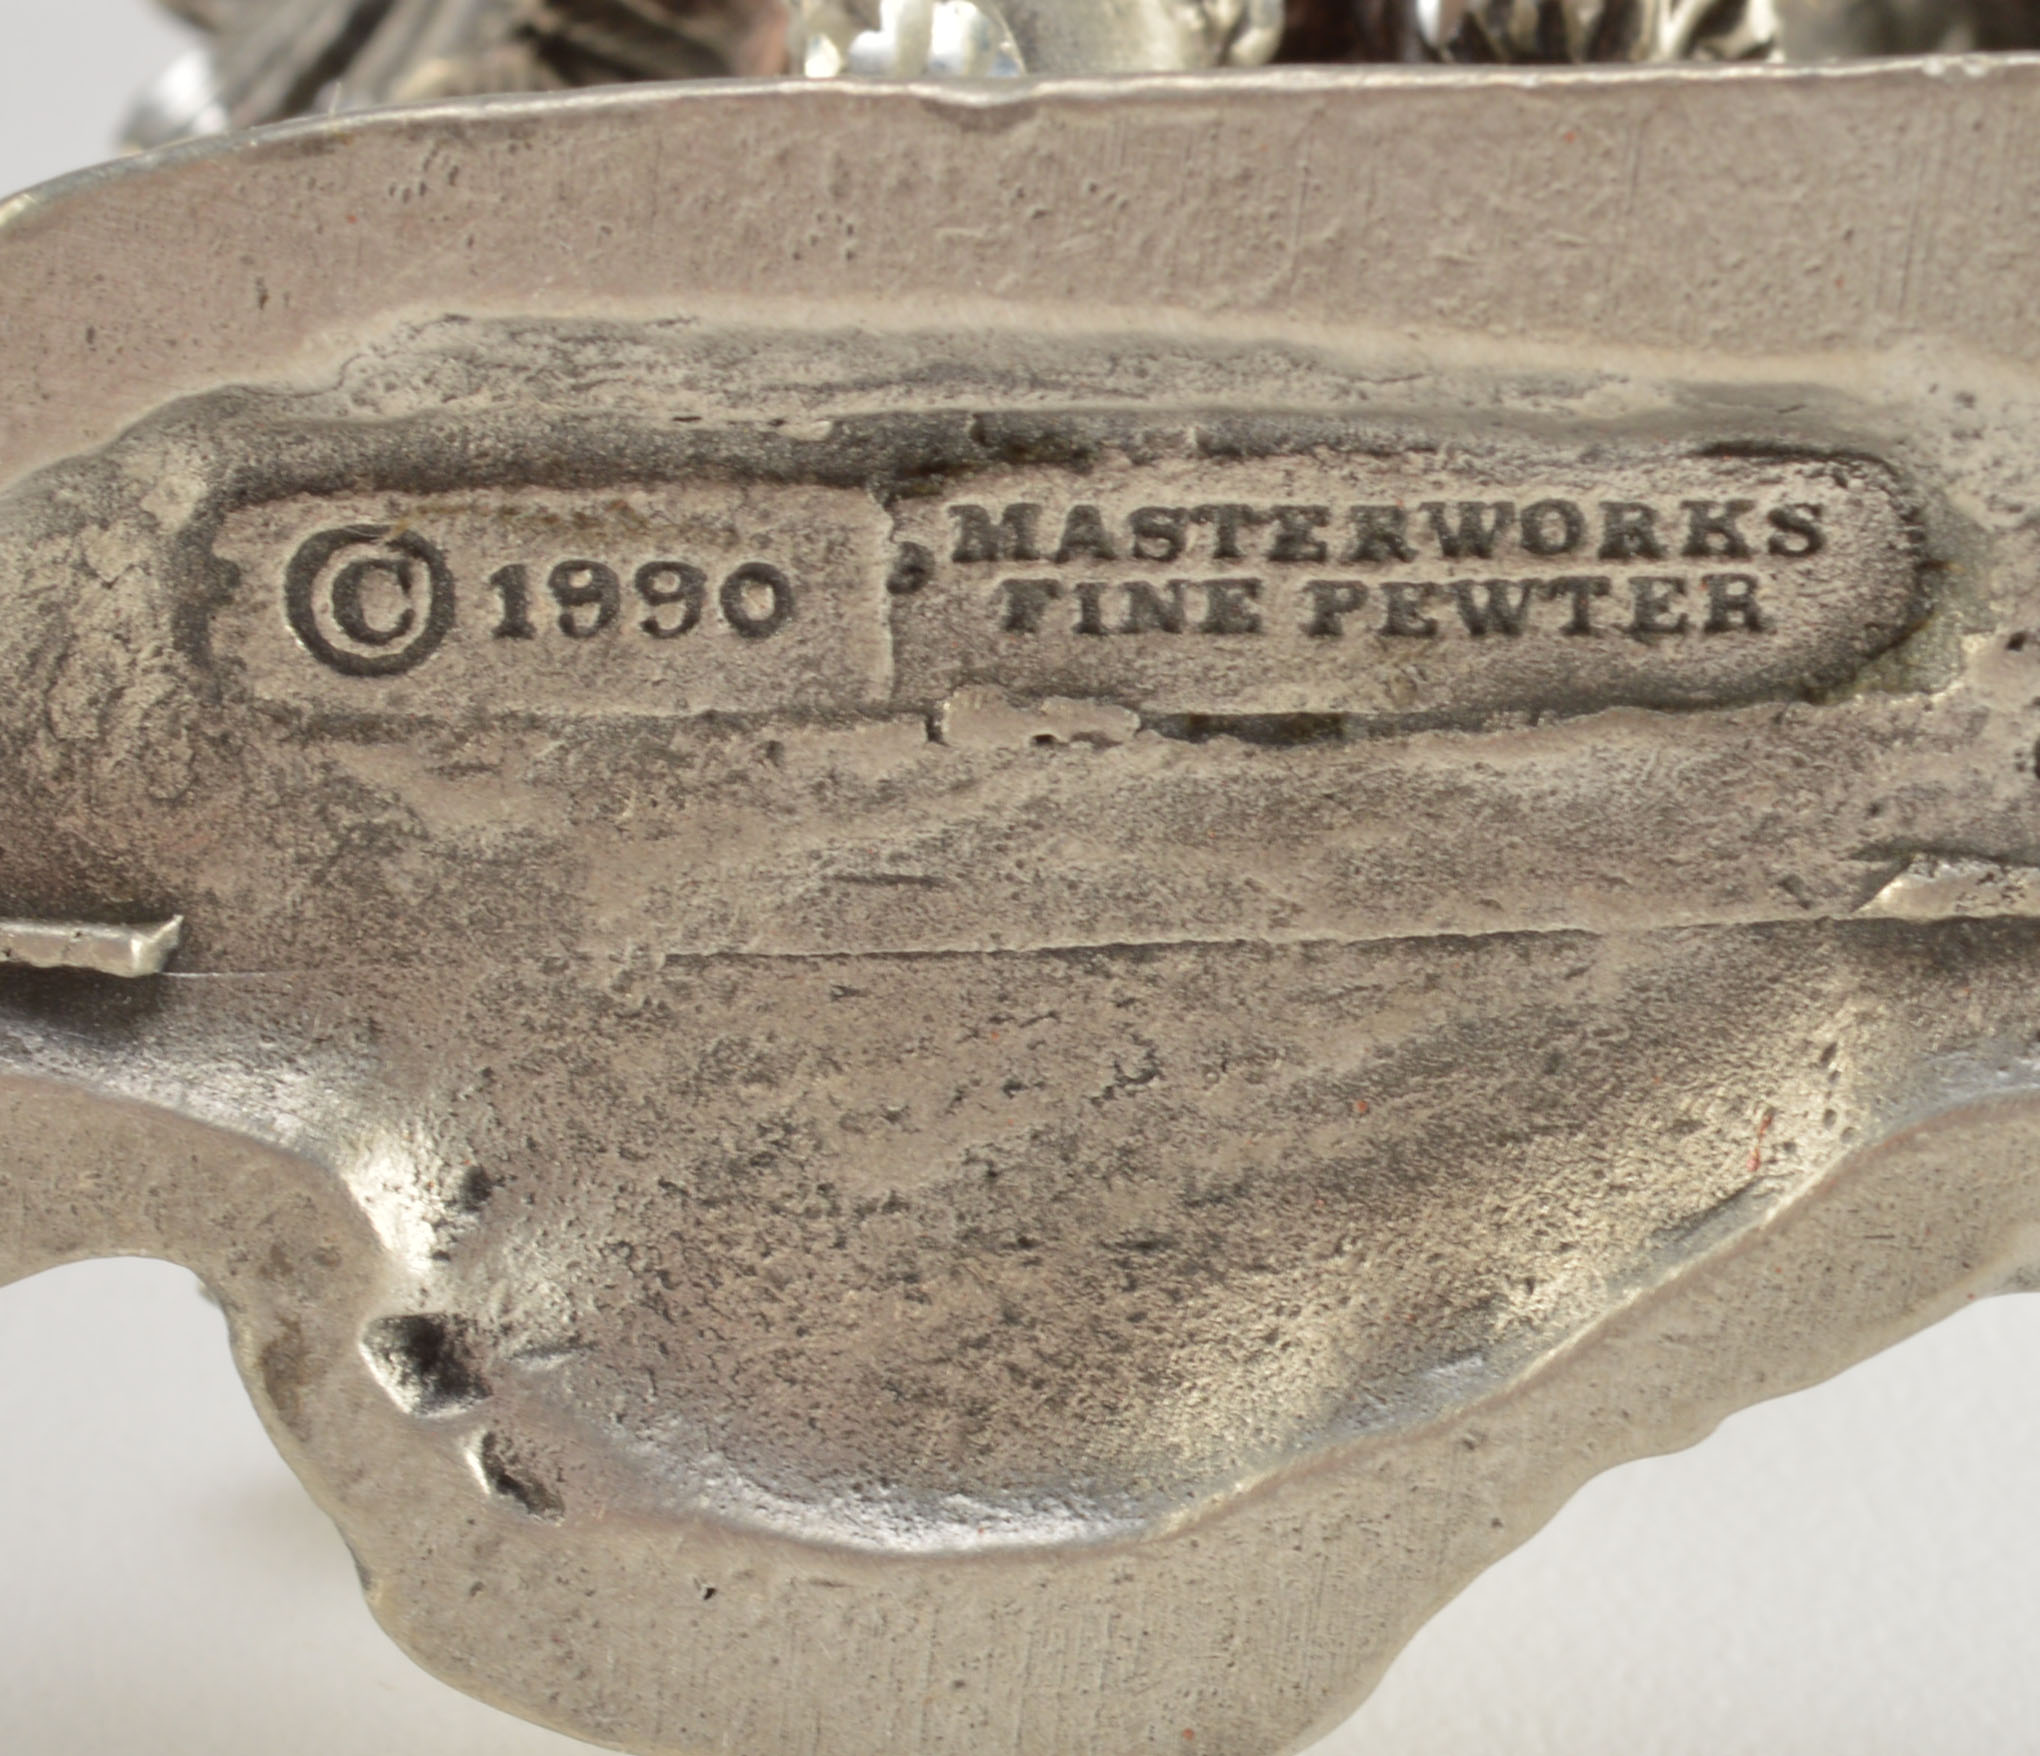 © 1990
MASTERWORKS
FINE PEWTER